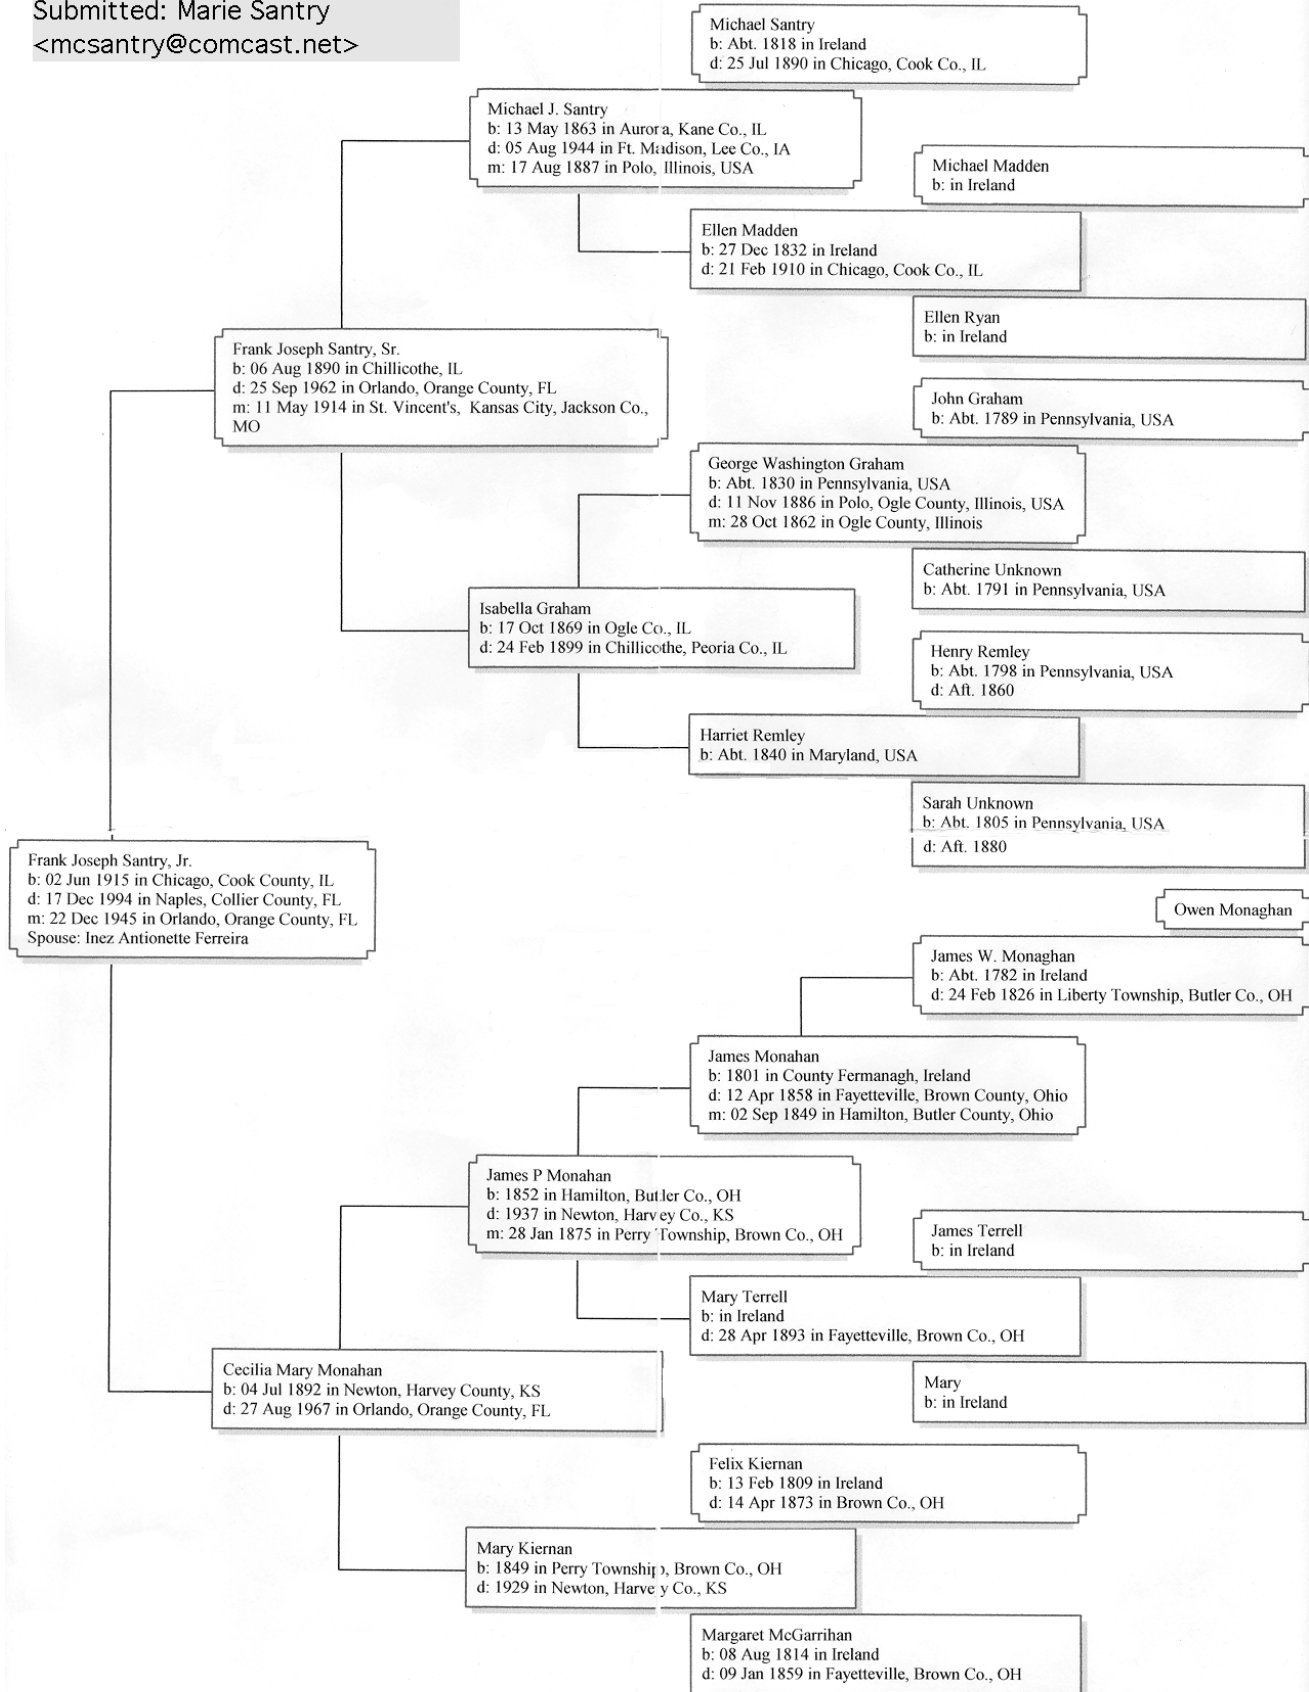 Submitted: Marie Santry
<mcsantry@comcast.net>
Michael Santry
b: Abt. 1818 in Ireland
d: 25 Jul 1890 in Chicago, Cook Co., IL
Michael J. Santry
b: 13 May 1863 in Aurora, Kane Co., IL
d: 05 Aug 1944 in Ft. Madison, Lee Co., IA
m: 17 Aug 1887 in Polo, Illinois, USA
Michael Madden
b: in Ireland
Ellen Madden
b: 27 Dec 1832 in Ireland
d: 21 Feb 1910 in Chicago, Cook Co., IL
Ellen Ryan
b: in Ireland
Frank Joseph Santry, Sr.
b: 06 Aug 1890 in Chillicothe, IL
d: 25 Sep 1962 in Orlando, Orange County, FL
m: 11 May 1914 in St. Vincent's, Kansas City, Jackson Co.,
MO
John Graham
b: Abt. 1789 in Pennsylvania, USA
George Washington Graham
b: Abt. 1830 in Pennsylvania, USA
d: 11 Nov 1886 in Polo, Ogle County, Illinois, USA
m: 28 Oct 1862 in Ogle County, Illinois
Catherine Unknown
b: Abt. 1791 in Pennsylvania, USA
Isabella Graham
b: 17 Oct 1869 in Ogle Co., IL
d: 24 Feb 1899 in Chillicothe, Peoria Co., IL
Henry Remley
b: Abt. 1798 in Pennsylvania, USA
d: Aft. 1860
Harriet Remley
b: Abt. 1840 in Maryland, USA
Sarah Unknown
b: Abt. 1805 in Pennsylvania, USA
d: Aft. 1880
Frank Joseph Santry, Jr.
b: 02 Jun 1915 in Chicago, Cook County, IL
d: 17 Dec 1994 in Naples, Collier County, FL
m: 22 Dec 1945 in Orlando, Orange County, FL
Spouse: Inez Antionette Ferreira
Owen Monaghan
James W. Monaghan
b: Abt. 1782 in Ireland
d: 24 Feb 1826 in Liberty Township, Butler Co., OH
James Monahan
b: 1801 in County Fermanagh, Ireland
d: 12 Apr 1858 in Fayetteville, Brown County, Ohio
m: 02 Sep 1849 in Hamilton, Butler County, Ohio
James P Monahan
b: 1852 in Hamilton, Butler Co., OH
d: 1937 in Newton, Harvey Co., KS
m: 28 Jan 1875 in Perry Township, Brown Co., OH
James Terrell
b: in Ireland
Mary Terrell
b: in Ireland
d: 28 Apr 1893 in Fayetteville, Brown Co., OH
Mary
b: in Ireland
Cecilia Mary Monahan
b: 04 Jul 1892 in Newton, Harvey County, KS
d: 27 Aug 1967 in Orlando, Orange County, FL
Felix Kiernan
b: 13 Feb 1809 in Ireland
d: 14 Apr 1873 in Brown Co., OH
Mary Kiernan
b: 1849 in Perry Township, Brown Co., OH
d: 1929 in Newton, Harvey Co., KS
Margaret McGarrihan
b: 08 Aug 1814 in Ireland
d: 09 Jan 1859 in Fayetteville, Brown Co., OH